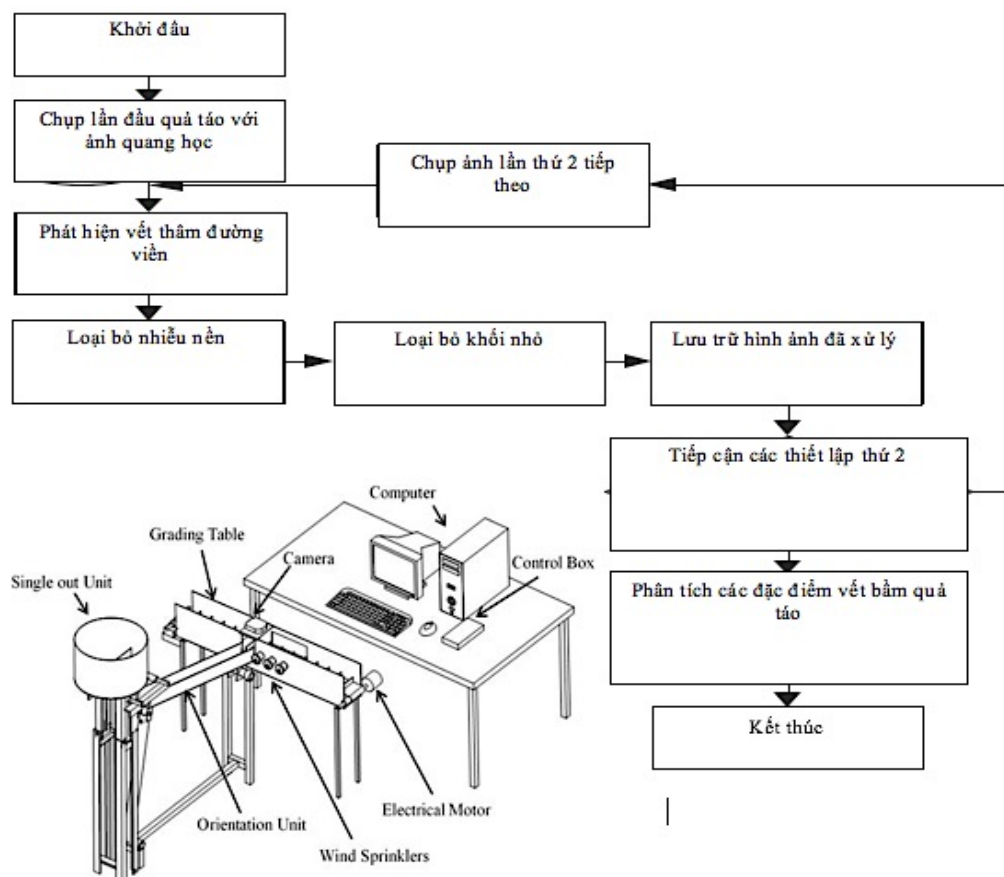 Khởi đầu
Chụp lần đầu quả táo với
ảnh quang học
Chụp ảnh lần thứ 2 tiếp
theo
Phát hiện vết thâm đường
viền
Loại bỏ nhiễu nền
Loại bỏ khối nhỏ
Lưu trữ hình ảnh đã xử lý
Tiếp cận các thiết lập thứ 2
Phân tích các đặc điểm vết bầm quả
táo
Kết thúc
Computer
Grading Table
Camera
Control Box
Single out Unit
Electrical Motor
Orientation Unit
Wind Sprinklers